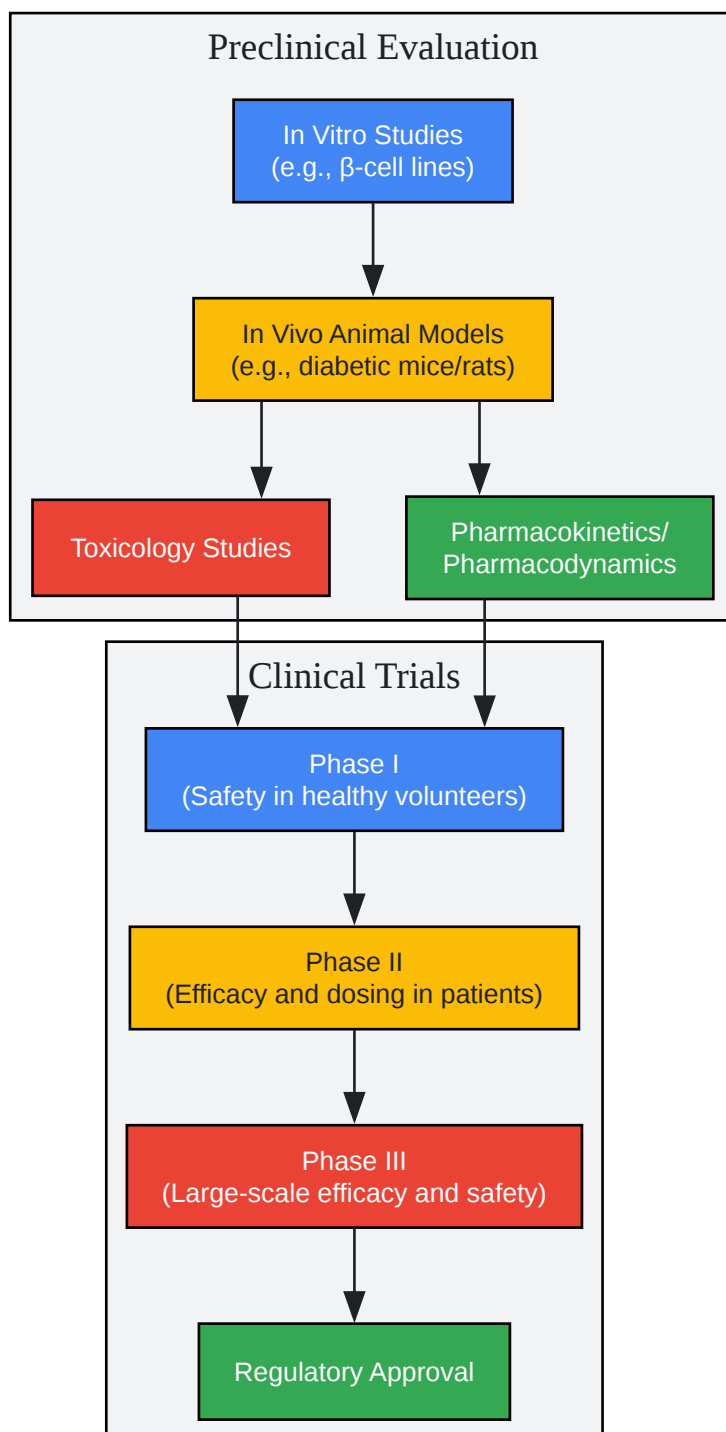 Preclinical Evaluation
In Vitro Studies
(e.g., β-cell lines)
In Vivo Animal Models
(e.g., diabetic mice/rats)
Toxicology Studies
Pharmacokinetics/
Pharmacodynamics
Clinical Trials
Phase I
(Safety in healthy volunteers)
Phase II
(Efficacy and dosing in patients)
Phase III
(Large-scale efficacy and safety)
Regulatory Approval